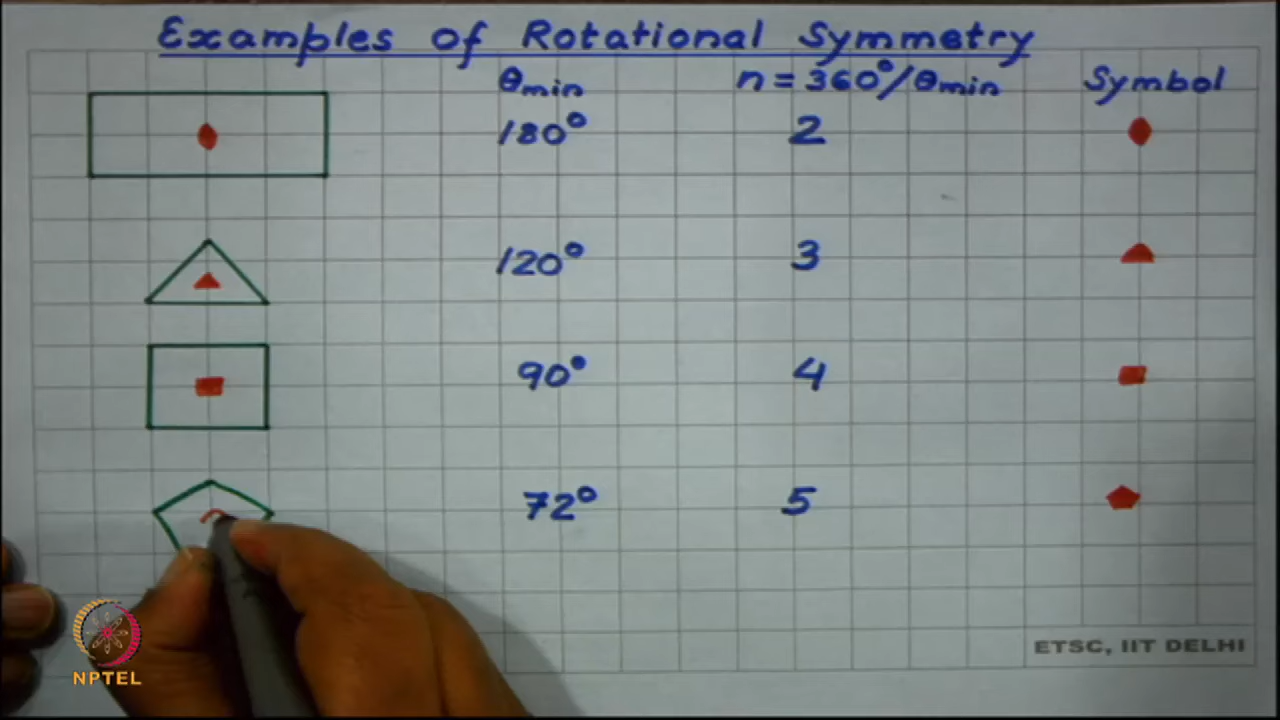 Examples of Rotational Symmetry
θmin n = 360°/θmin Symbol
180° 2
120° 3
90° 4
72° 5
NPTEL
ETSC, IIT DELHI